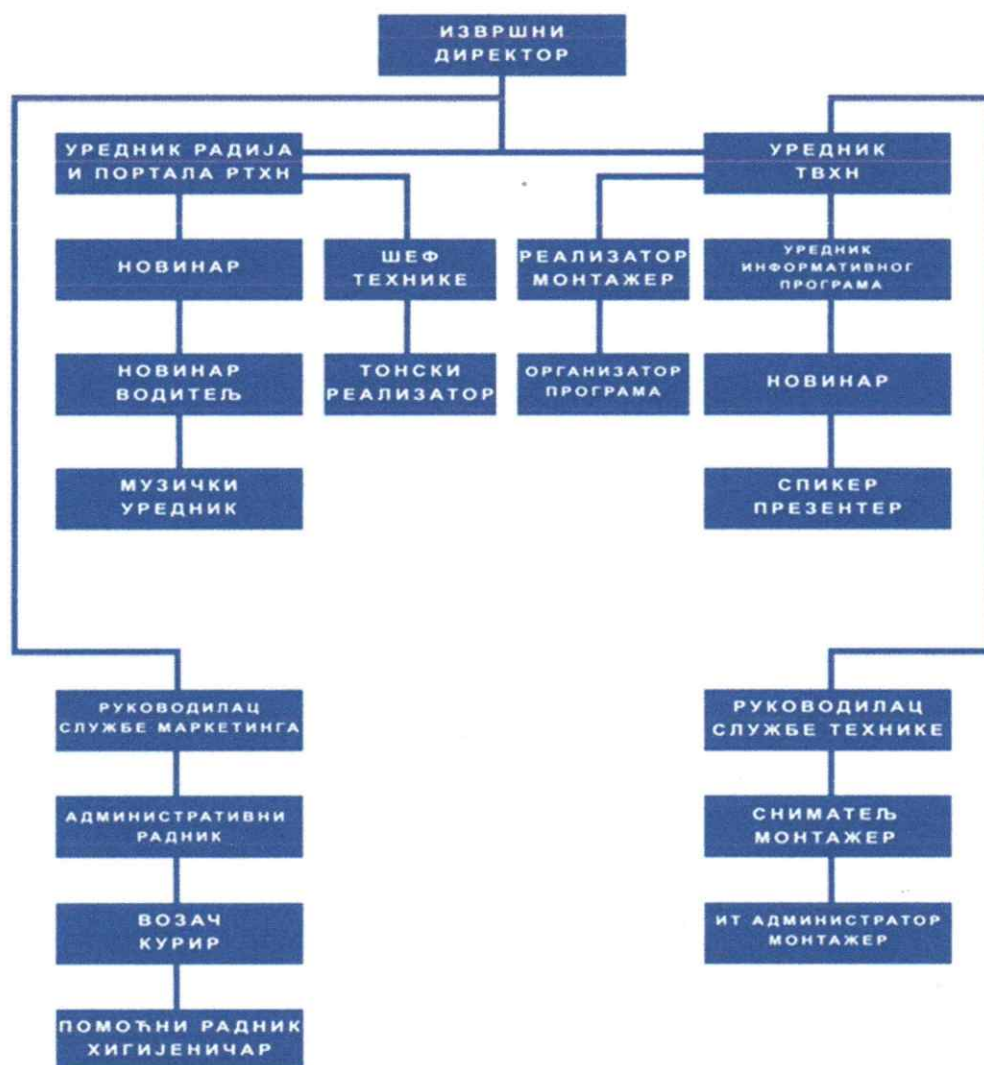 ИЗВРШНИ
ДИРЕКТОР
УРЕДНИК РАДИЈА
И ПОРТАЛА РТХН
УРЕДНИК
ТВХН
НОВИНАР
ШЕФ
ТЕХНИКЕ
РЕАЛИЗАТОР
МОНТАЖЕР
УРЕДНИК
ИНФОРМАТИВНОГ
ПРОГРАМА
НОВИНАР
ВОДИТЕЉ
ТОНСКИ
РЕАЛИЗАТОР
ОРГАНИЗАТОР
ПРОГРАМА
НОВИНАР
МУЗИЧКИ
УРЕДНИК
СПИКЕР
ПРЕЗЕНТЕР
РУКОВОДИЛАЦ
СЛУЖБЕ МАРКЕТИНГА
РУКОВОДИЛАЦ
СЛУЖБЕ ТЕХНИКЕ
АДМИНИСТРАТИВНИ
РАДНИК
СНИМАТЕЉ
МОНТАЖЕР
ВОЗАЧ
КУРИР
ИТ АДМИНИСТРАТОР
МОНТАЖЕР
ПОМОЋНИ РАДНИК
ХИГИЈЕНИЧАР